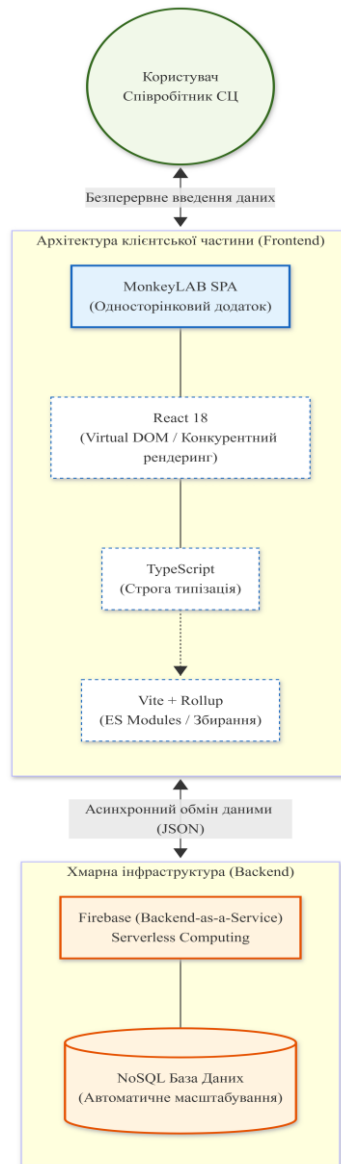 Користувач
Співробітник СЦ
Безперервне введення даних
Архітектура клієнтської частини (Frontend)
MonkeyLAB SPA
(Односторінковий додаток)
React 18
(Virtual DOM / Конкурентний
рендеринг)
TypeScript
(Строга типізація)
Vite + Rollup
(ES Modules / Збирання)
Асинхронний обмін даними
(JSON)
Хмарна інфраструктура (Backend)
Firebase (Backend-as-a-Service)
Serverless Computing
NoSQL База Даних
(Автоматичне масштабування)